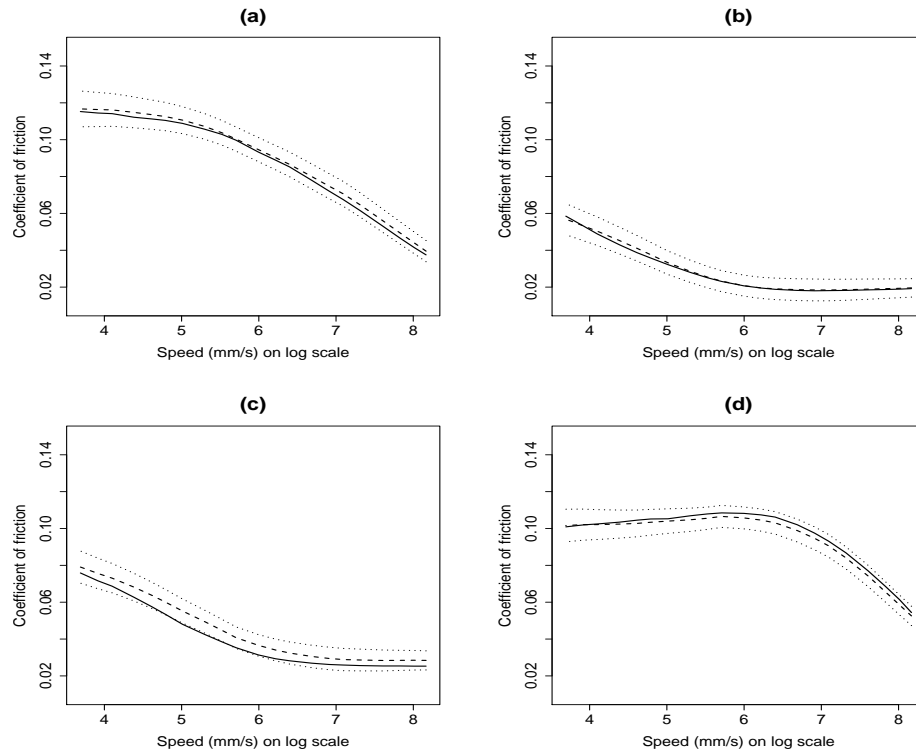 (a)
0.14
0.10
0.06
0.02
Coefficient of friction
4 5 6 7 8
Speed (mm/s) on log scale
(b)
0.14
0.10
0.06
0.02
Coefficient of friction
4 5 6 7 8
Speed (mm/s) on log scale
(c)
0.14
0.10
0.06
0.02
Coefficient of friction
4 5 6 7 8
Speed (mm/s) on log scale
(d)
0.14
0.10
0.06
0.02
Coefficient of friction
4 5 6 7 8
Speed (mm/s) on log scale